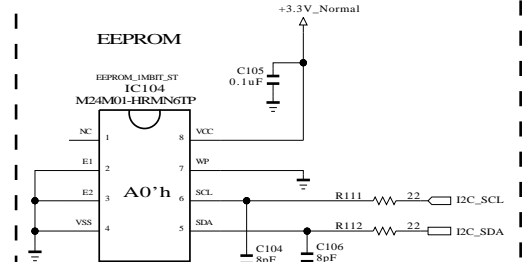 +3.3V_Normal
EEPROM
C105
0.1uF
EEPROM_1MBIT_ST
IC104
M24M01-HRMN6TP
NC 1 8 VCC
E1 2 7 WP
A0'h
E2 3 6 SCL R111 22 I2C_SCL
VSS 4 5 SDA R112 22 I2C_SDA
C104 C106
8pF 8pF